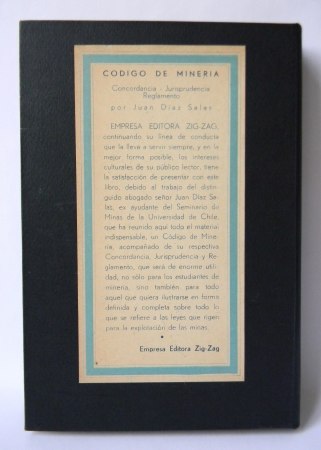 CODIGO DE MINERIA
Concordancia - Jurisprudencia
Reglamento
por Juan Díaz Salas
EMPRESA EDITORA ZIG-ZAG,
continuando su línea de conducta
que la lleva a servir siempre, y en la
mejor forma posible, los intereses
culturales de su público lector, tiene
la satisfacción de presentar con este
libro, debido al trabajo del distin-
guido abogado señor Juan Díaz Sa-
las, ex ayudante del Seminario de
Minas de la Universidad de Chile,
que ha reunido aquí todo el material
indispensable, un Código de Mine-
ría, acompañado de su respectiva
Concordancia, Jurisprudencia y Re-
glamento, que será de enorme utili-
dad, no sólo para los estudiantes de
minería, sino también para todo
aquel que quiera ilustrarse en forma
definida y completa sobre todo lo
que se refiere a las leyes que rigen
para la explotación de las minas.
Empresa Editora Zig-Zag